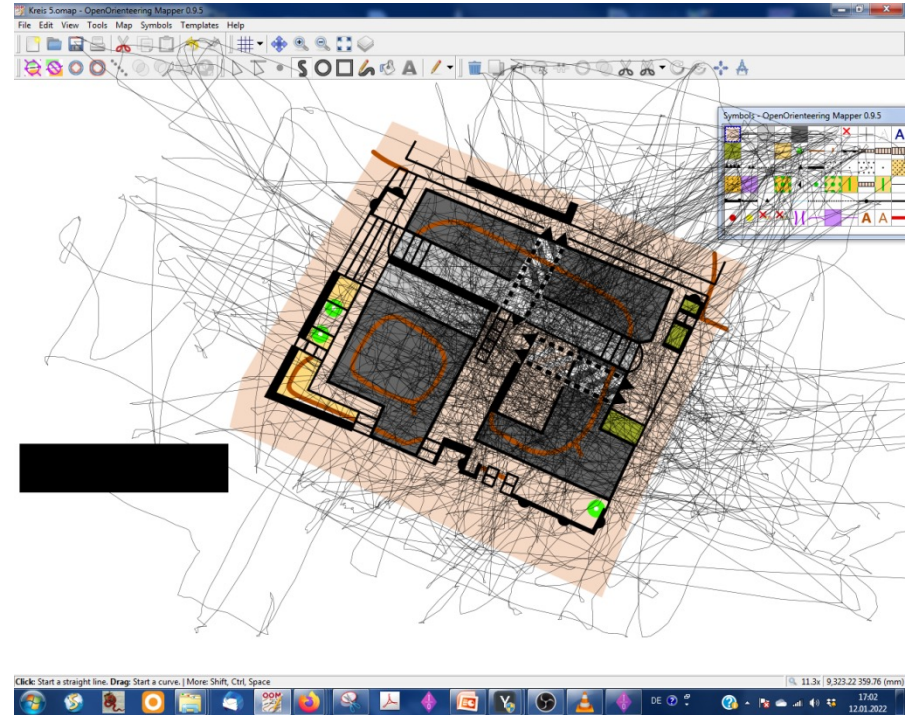 Kreis 5.omap - OpenOrienteering Mapper 0.9.5
File Edit View Tools Map Symbols Templates Help
A
Symbols - OpenOrienteering Mapper 0.9.5
A
A A
Click: Start a straight line. Drag: Start a curve. | More: Shift, Ctrl, Space
11.3x 9,323.22 359.76 (mm)
OOM
DE
17:02
12.01.2022